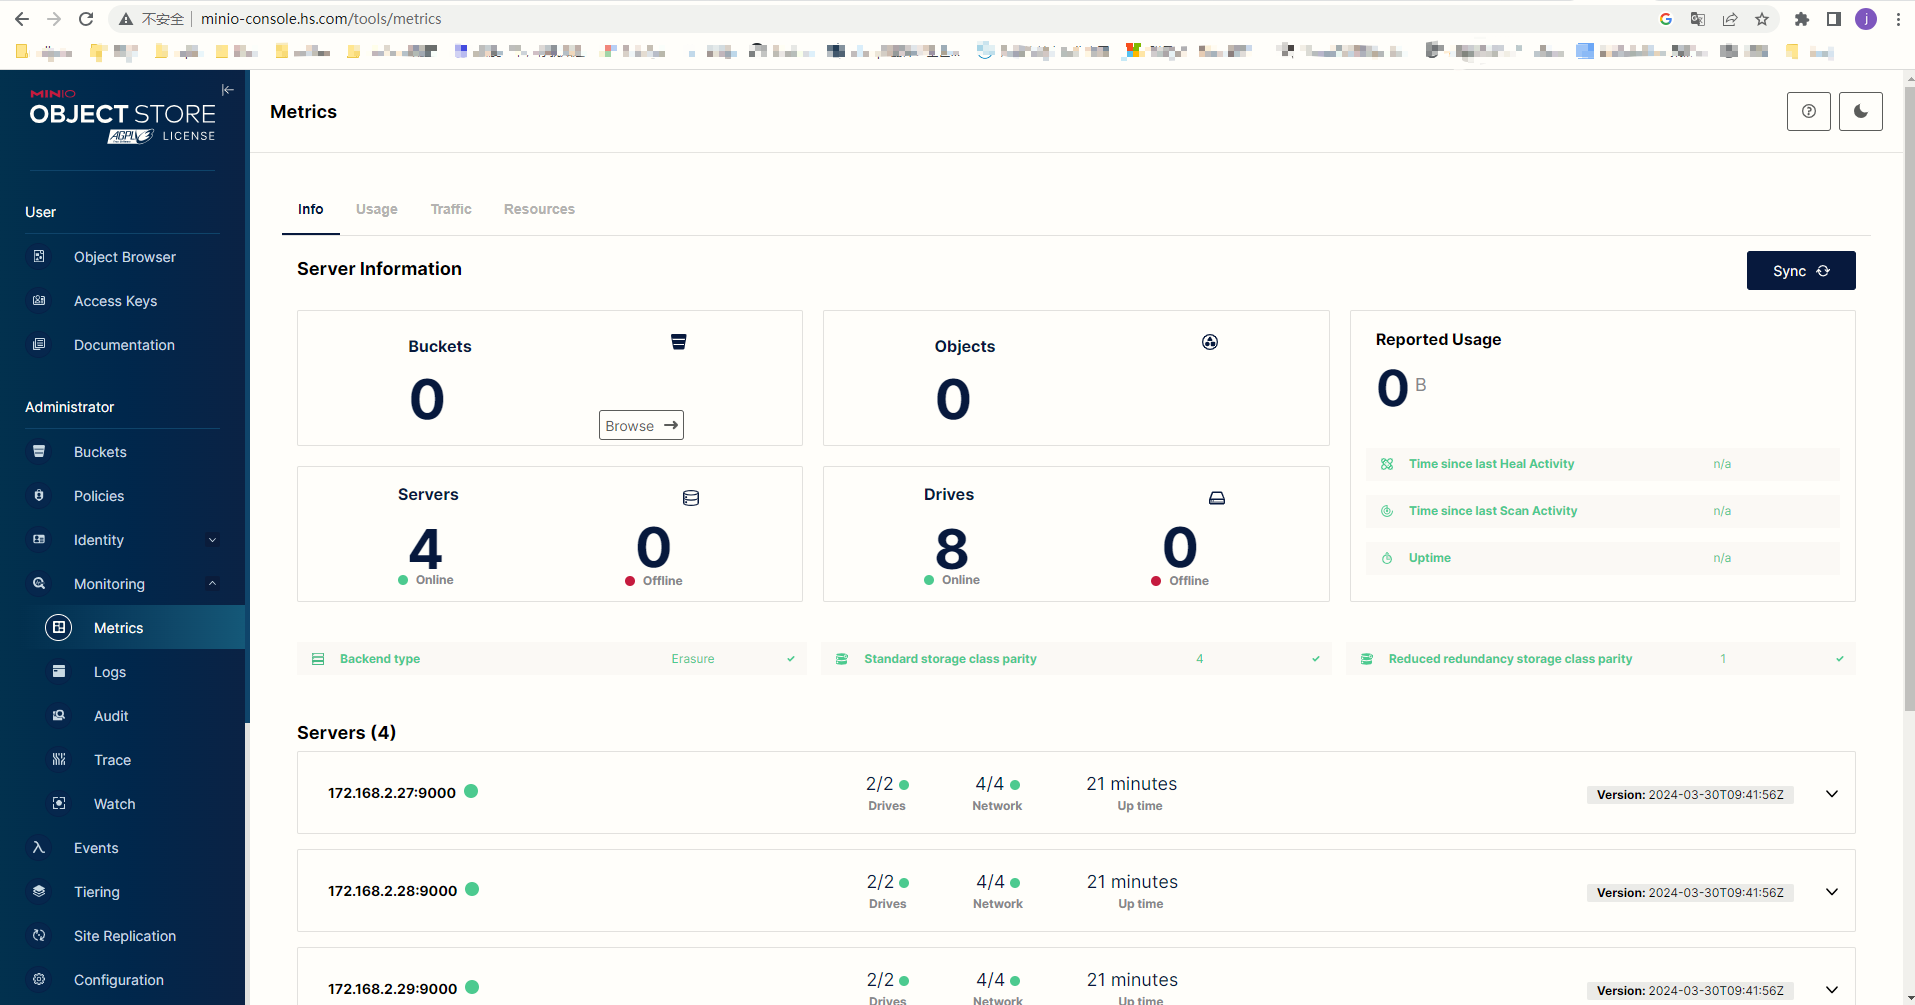 不安全 minio-console.hs.com/tools/metrics
MINIO
OBJECT STORE
AGPL V3 LICENSE
User
Object Browser
Access Keys
Documentation
Administrator
Buckets
Policies
Identity
Monitoring
Metrics
Logs
Audit
Trace
Watch
Events
Tiering
Site Replication
Configuration
Metrics
Info Usage Traffic Resources
Server Information
Sync
Buckets
0
Browse
Objects
0
Reported Usage
0 B
Time since last Heal Activity n/a
Time since last Scan Activity n/a
Uptime n/a
Servers
4 0
Online Offline
Drives
8 0
Online Offline
Backend type Erasure
Standard storage class parity 4
Reduced redundancy storage class parity 1
Servers (4)
172.168.2.27:9000
2/2 4/4 21 minutes
Drives Network Up time
Version: 2024-03-30T09:41:56Z
172.168.2.28:9000
2/2 4/4 21 minutes
Drives Network Up time
Version: 2024-03-30T09:41:56Z
172.168.2.29:9000
2/2 4/4 21 minutes
Drives Network Up time
Version: 2024-03-30T09:41:56Z